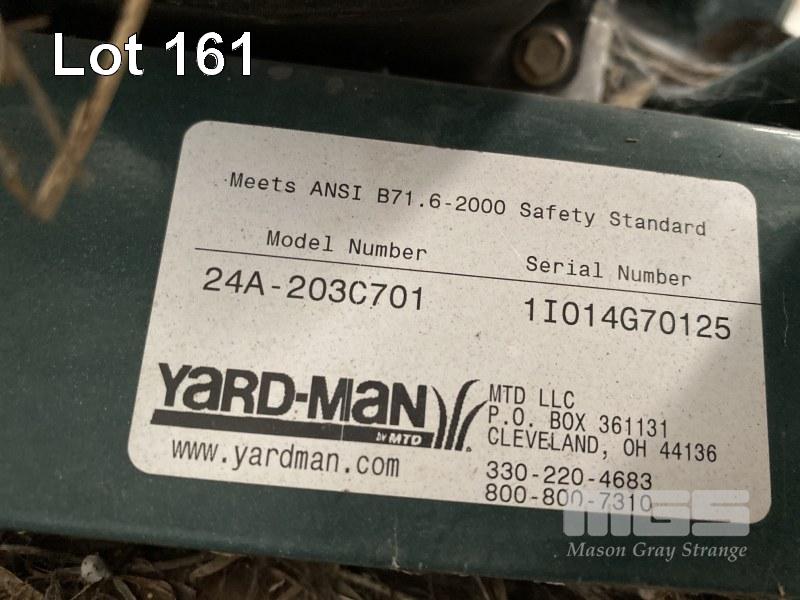 Lot 161
Meets ANSI B71.6-2000 Safety Standard
Model Number Serial Number
24A-203C701 1I014G70125
YARD-MAN
by MTD
www.yardman.com
MTD LLC
P.O. BOX 361131
CLEVELAND, OH 44136
330-220-4683
800-800-7310
MGS
Mason Gray Strange